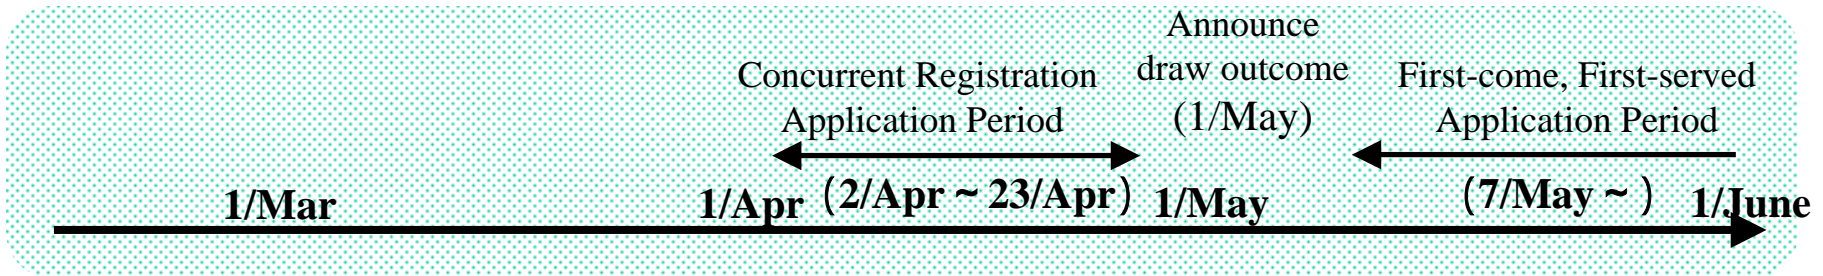 Announce
draw outcome
(1/May)
Concurrent Registration
Application Period
First-come, First-served
Application Period
1/Mar
1/Apr
(2/Apr ~ 23/Apr)
1/May
(7/May ~ )
1/June